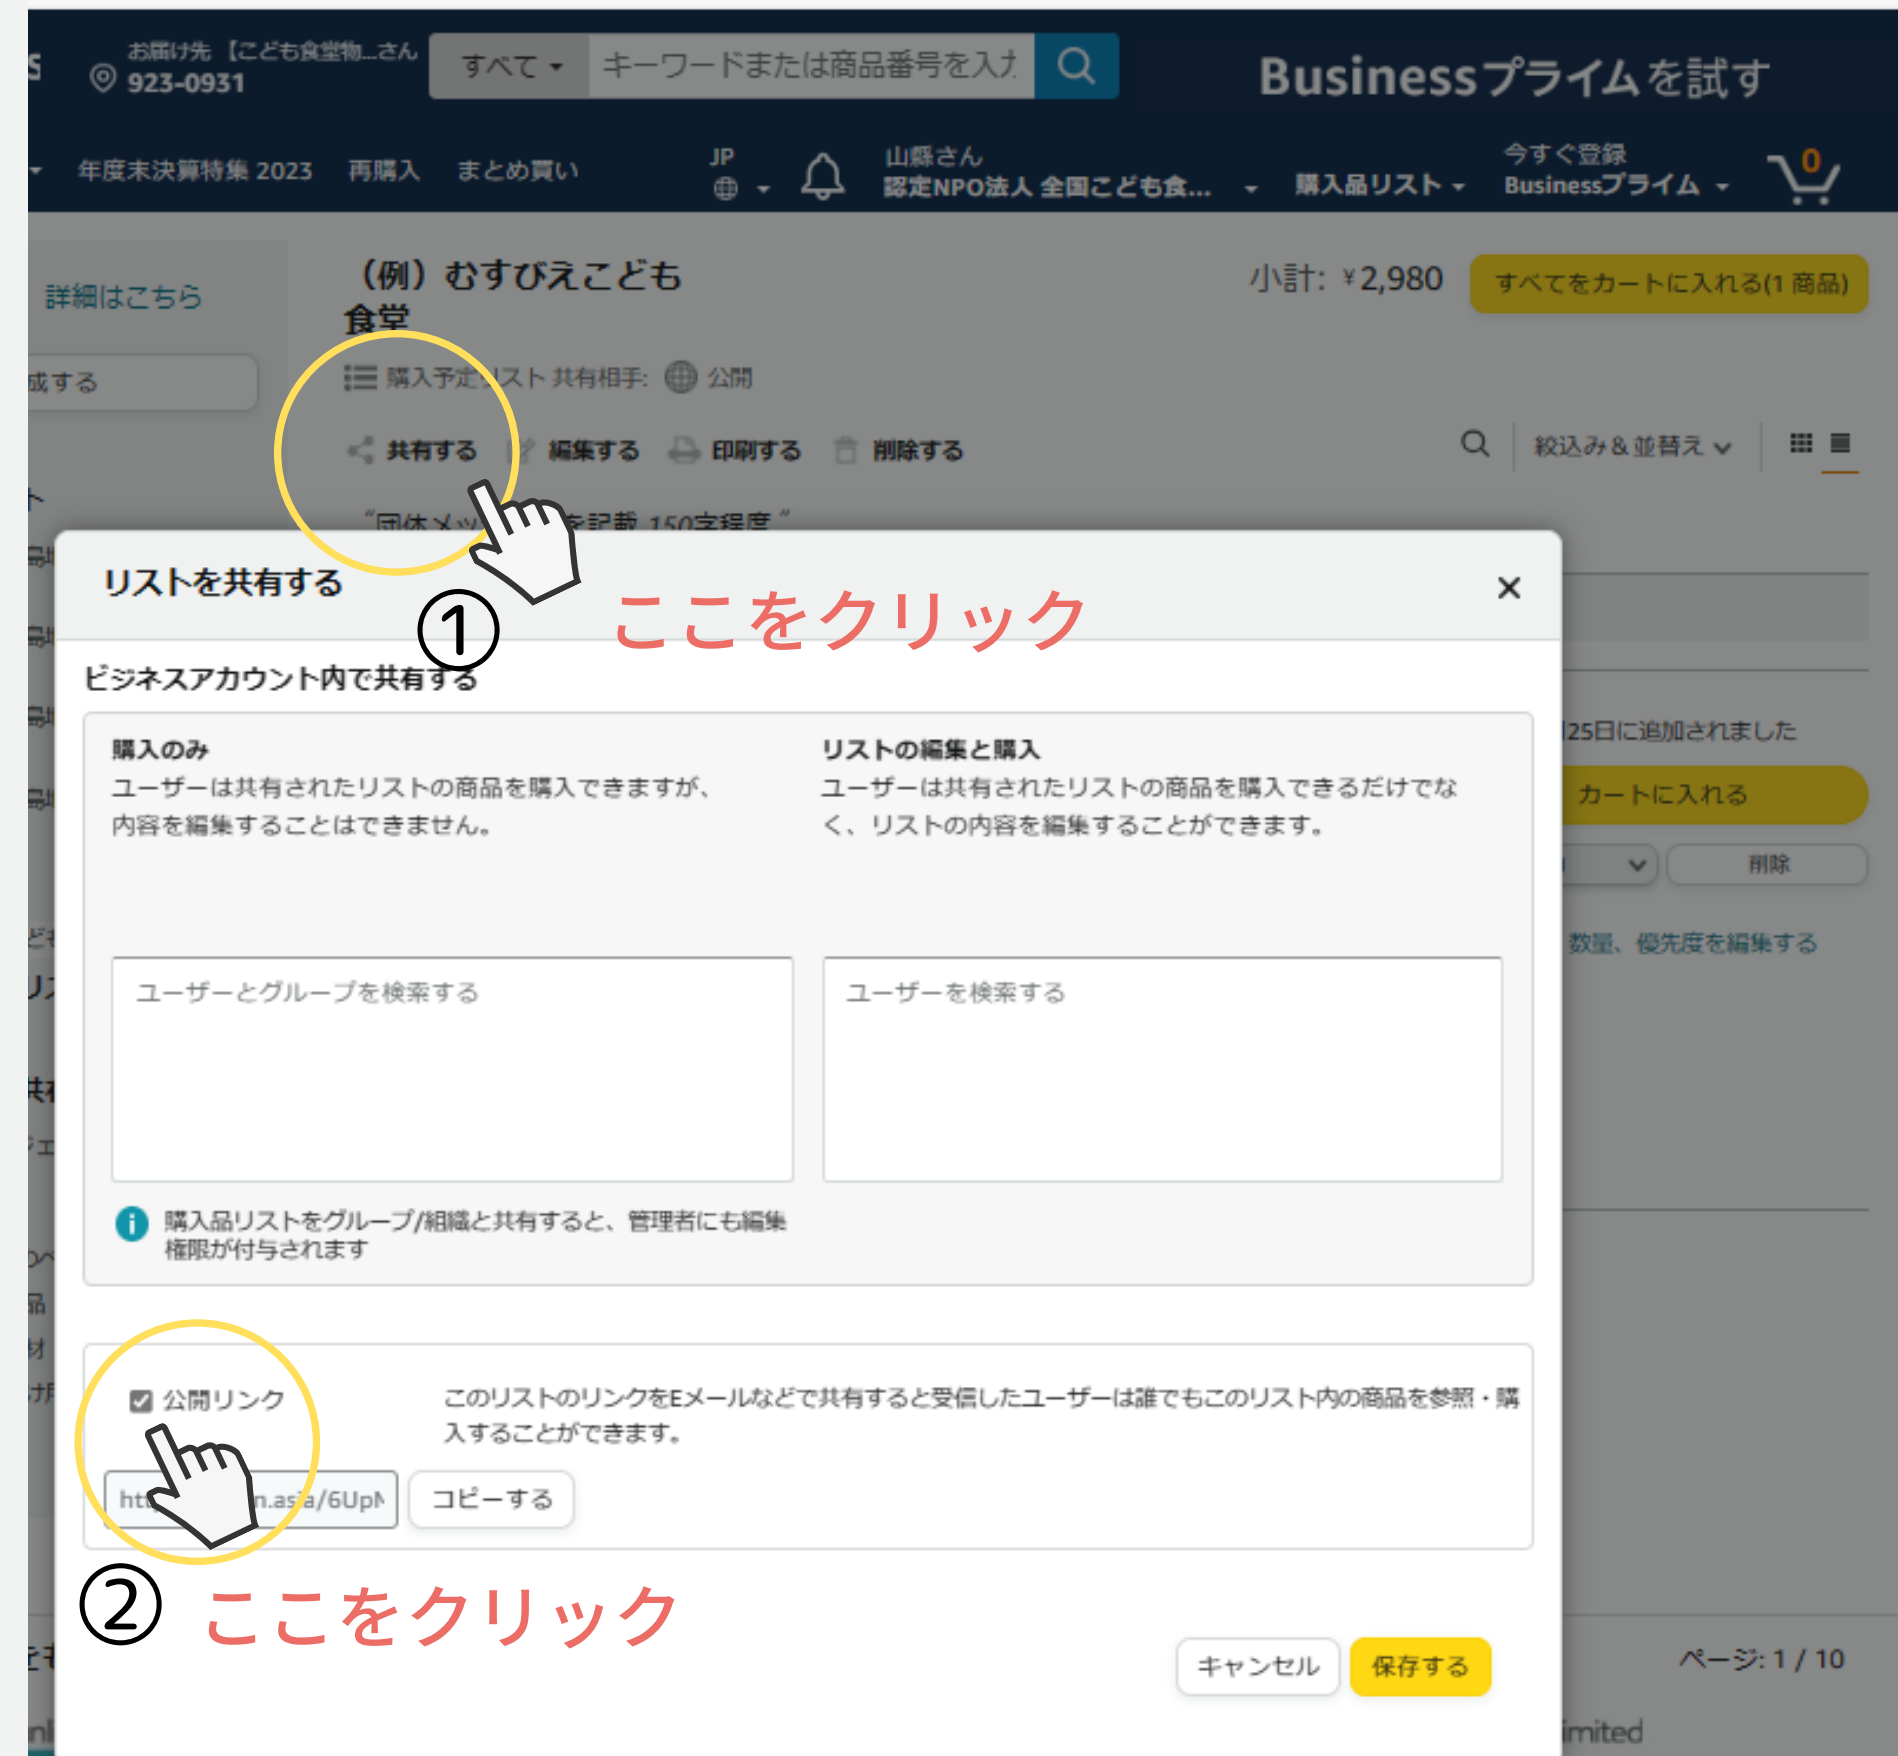 お届け先 【こども食堂物...さん
923-0931
すべて
キーワードまたは商品番号を入力
Businessプライムを試す
年度末決算特集 2023
再購入
まとめ買い
JP
山縣さん
認定NPO法人 全国こども食...
購入品リスト
今すぐ登録
Businessプライム
0
詳細はこちら
成する
（例）むすびえこども
食堂
小計: ¥2,980
すべてをカートに入れる(1 商品)
購入予定リスト 共有相手: 公開
共有する
編集する
印刷する
削除する
絞込み＆並替え
を記載 150字程度 ”
リストを共有する
①
ここをクリック
ビジネスアカウント内で共有する
購入のみ
ユーザーは共有されたリストの商品を購入できますが、
内容を編集することはできません。
リストの編集と購入
ユーザーは共有されたリストの商品を購入できるだけでな
く、リストの内容を編集することができます。
25日に追加されました
カートに入れる
削除
数量、優先度を編集する
ユーザーとグループを検索する
ユーザーを検索する
購入品リストをグループ/組織と共有すると、管理者にも編集
権限が付与されます
公開リンク
このリストのリンクをEメールなどで共有すると受信したユーザーは誰でもこのリスト内の商品を参照・購
入することができます。
n.asia/6UpN
コピーする
②
ここをクリック
キャンセル
保存する
ページ: 1 / 10
imited